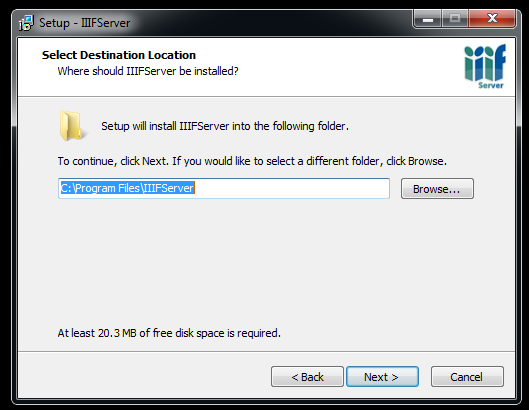 Setup - IIIFServer
Select Destination Location
Where should IIIFServer be installed?
iiif
Server
Setup will install IIIFServer into the following folder.
To continue, click Next. If you would like to select a different folder, click Browse.
C:\Program Files\IIIFServer
Browse...
At least 20.3 MB of free disk space is required.
< Back
Next >
Cancel